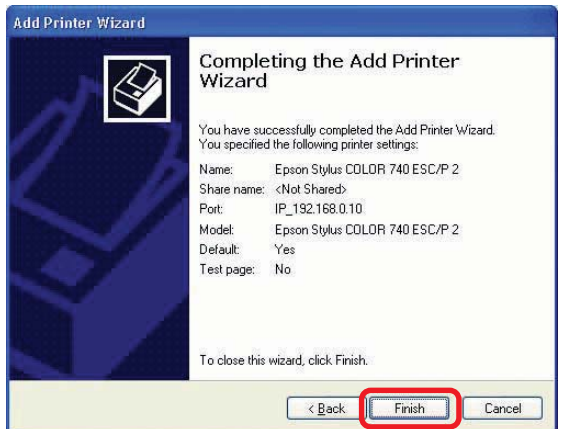 Add Printer Wizard
Completing the Add Printer
Wizard
You have successfully completed the Add Printer Wizard.
You specified the following printer settings:
Name: Epson Stylus COLOR 740 ESC/P 2
Share name: <Not Shared>
Port: IP_192.168.0.10
Model: Epson Stylus COLOR 740 ESC/P 2
Default: Yes
Test page: No
To close this wizard, click Finish.
< Back Finish Cancel